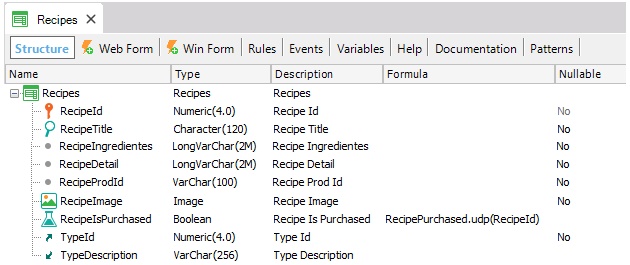 Recipes ×
Structure Web Form Win Form Rules Events Variables Help Documentation Patterns
Name Type Description Formula Nullable
Recipes Recipes Recipes
RecipeId Numeric(4.0) Recipe Id No
RecipeTitle Character(120) Recipe Title No
RecipeIngredientes LongVarChar(2M) Recipe Ingredientes No
RecipeDetail LongVarChar(2M) Recipe Detail No
RecipeProdId VarChar(100) Recipe Prod Id No
RecipeImage Image Recipe Image No
RecipeIsPurchased Boolean Recipe Is Purchased RecipePurchased.udp(RecipeId)
TypeId Numeric(4.0) Type Id No
TypeDescription VarChar(256) Type Description